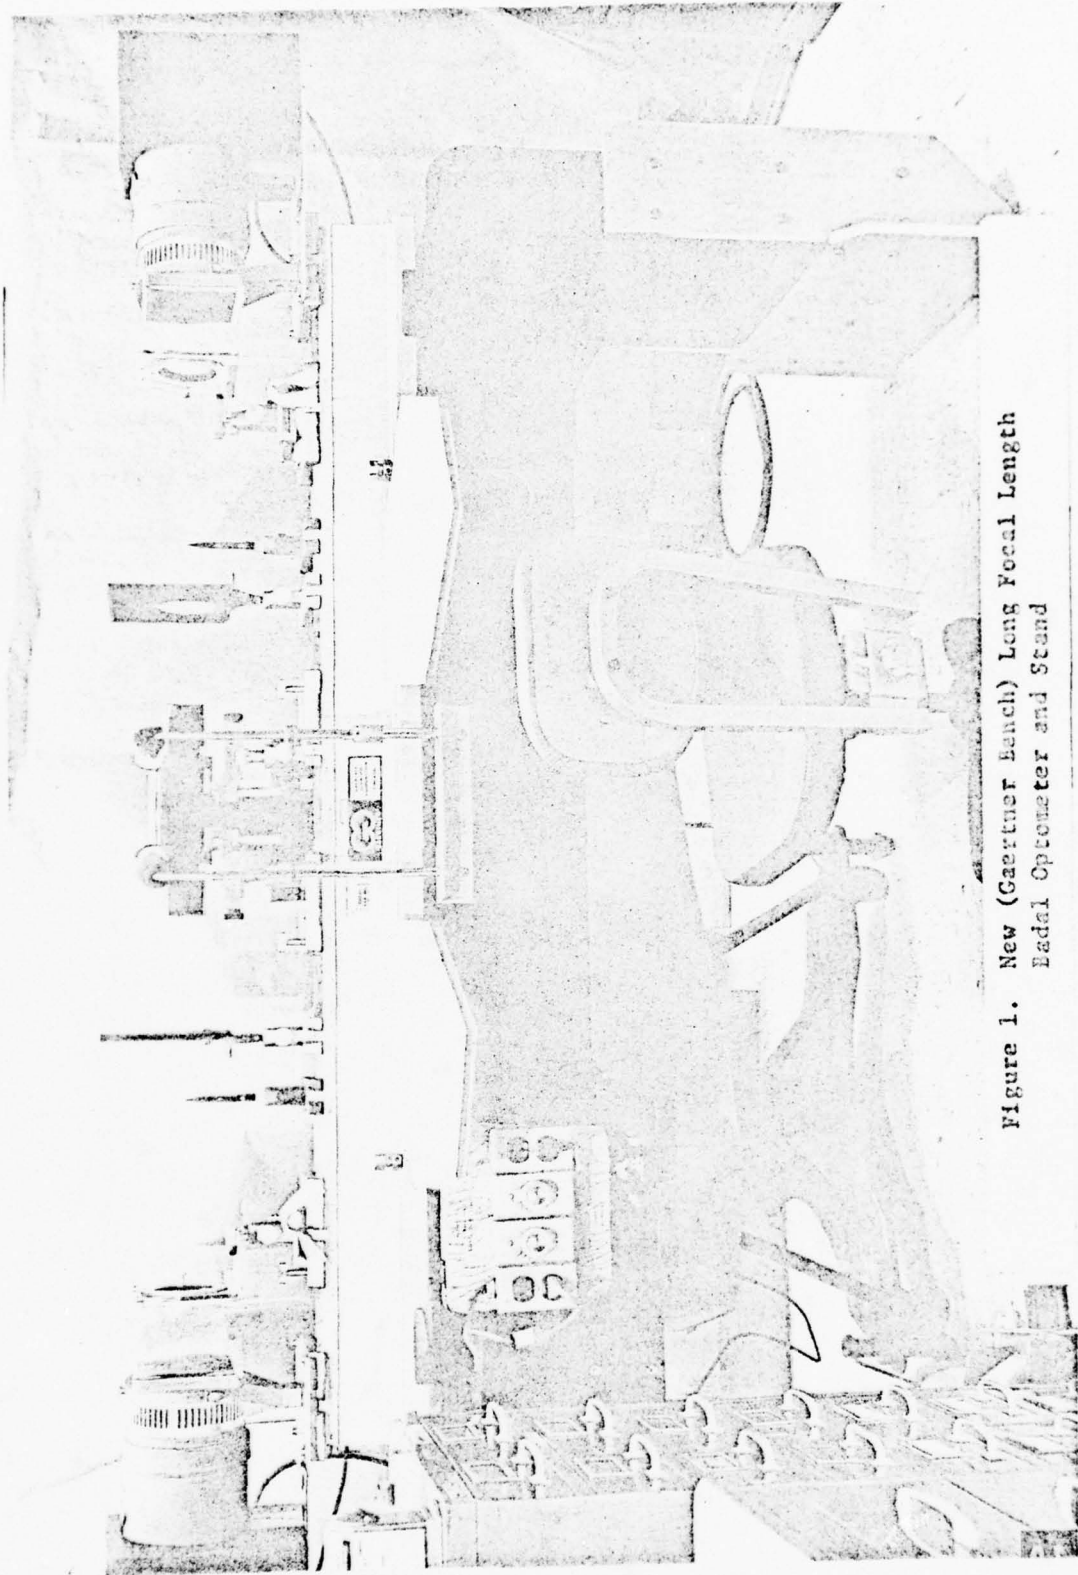 Figure 1. New (Gaertner Bench) Long Focal Length
Badal Optometer and Stand